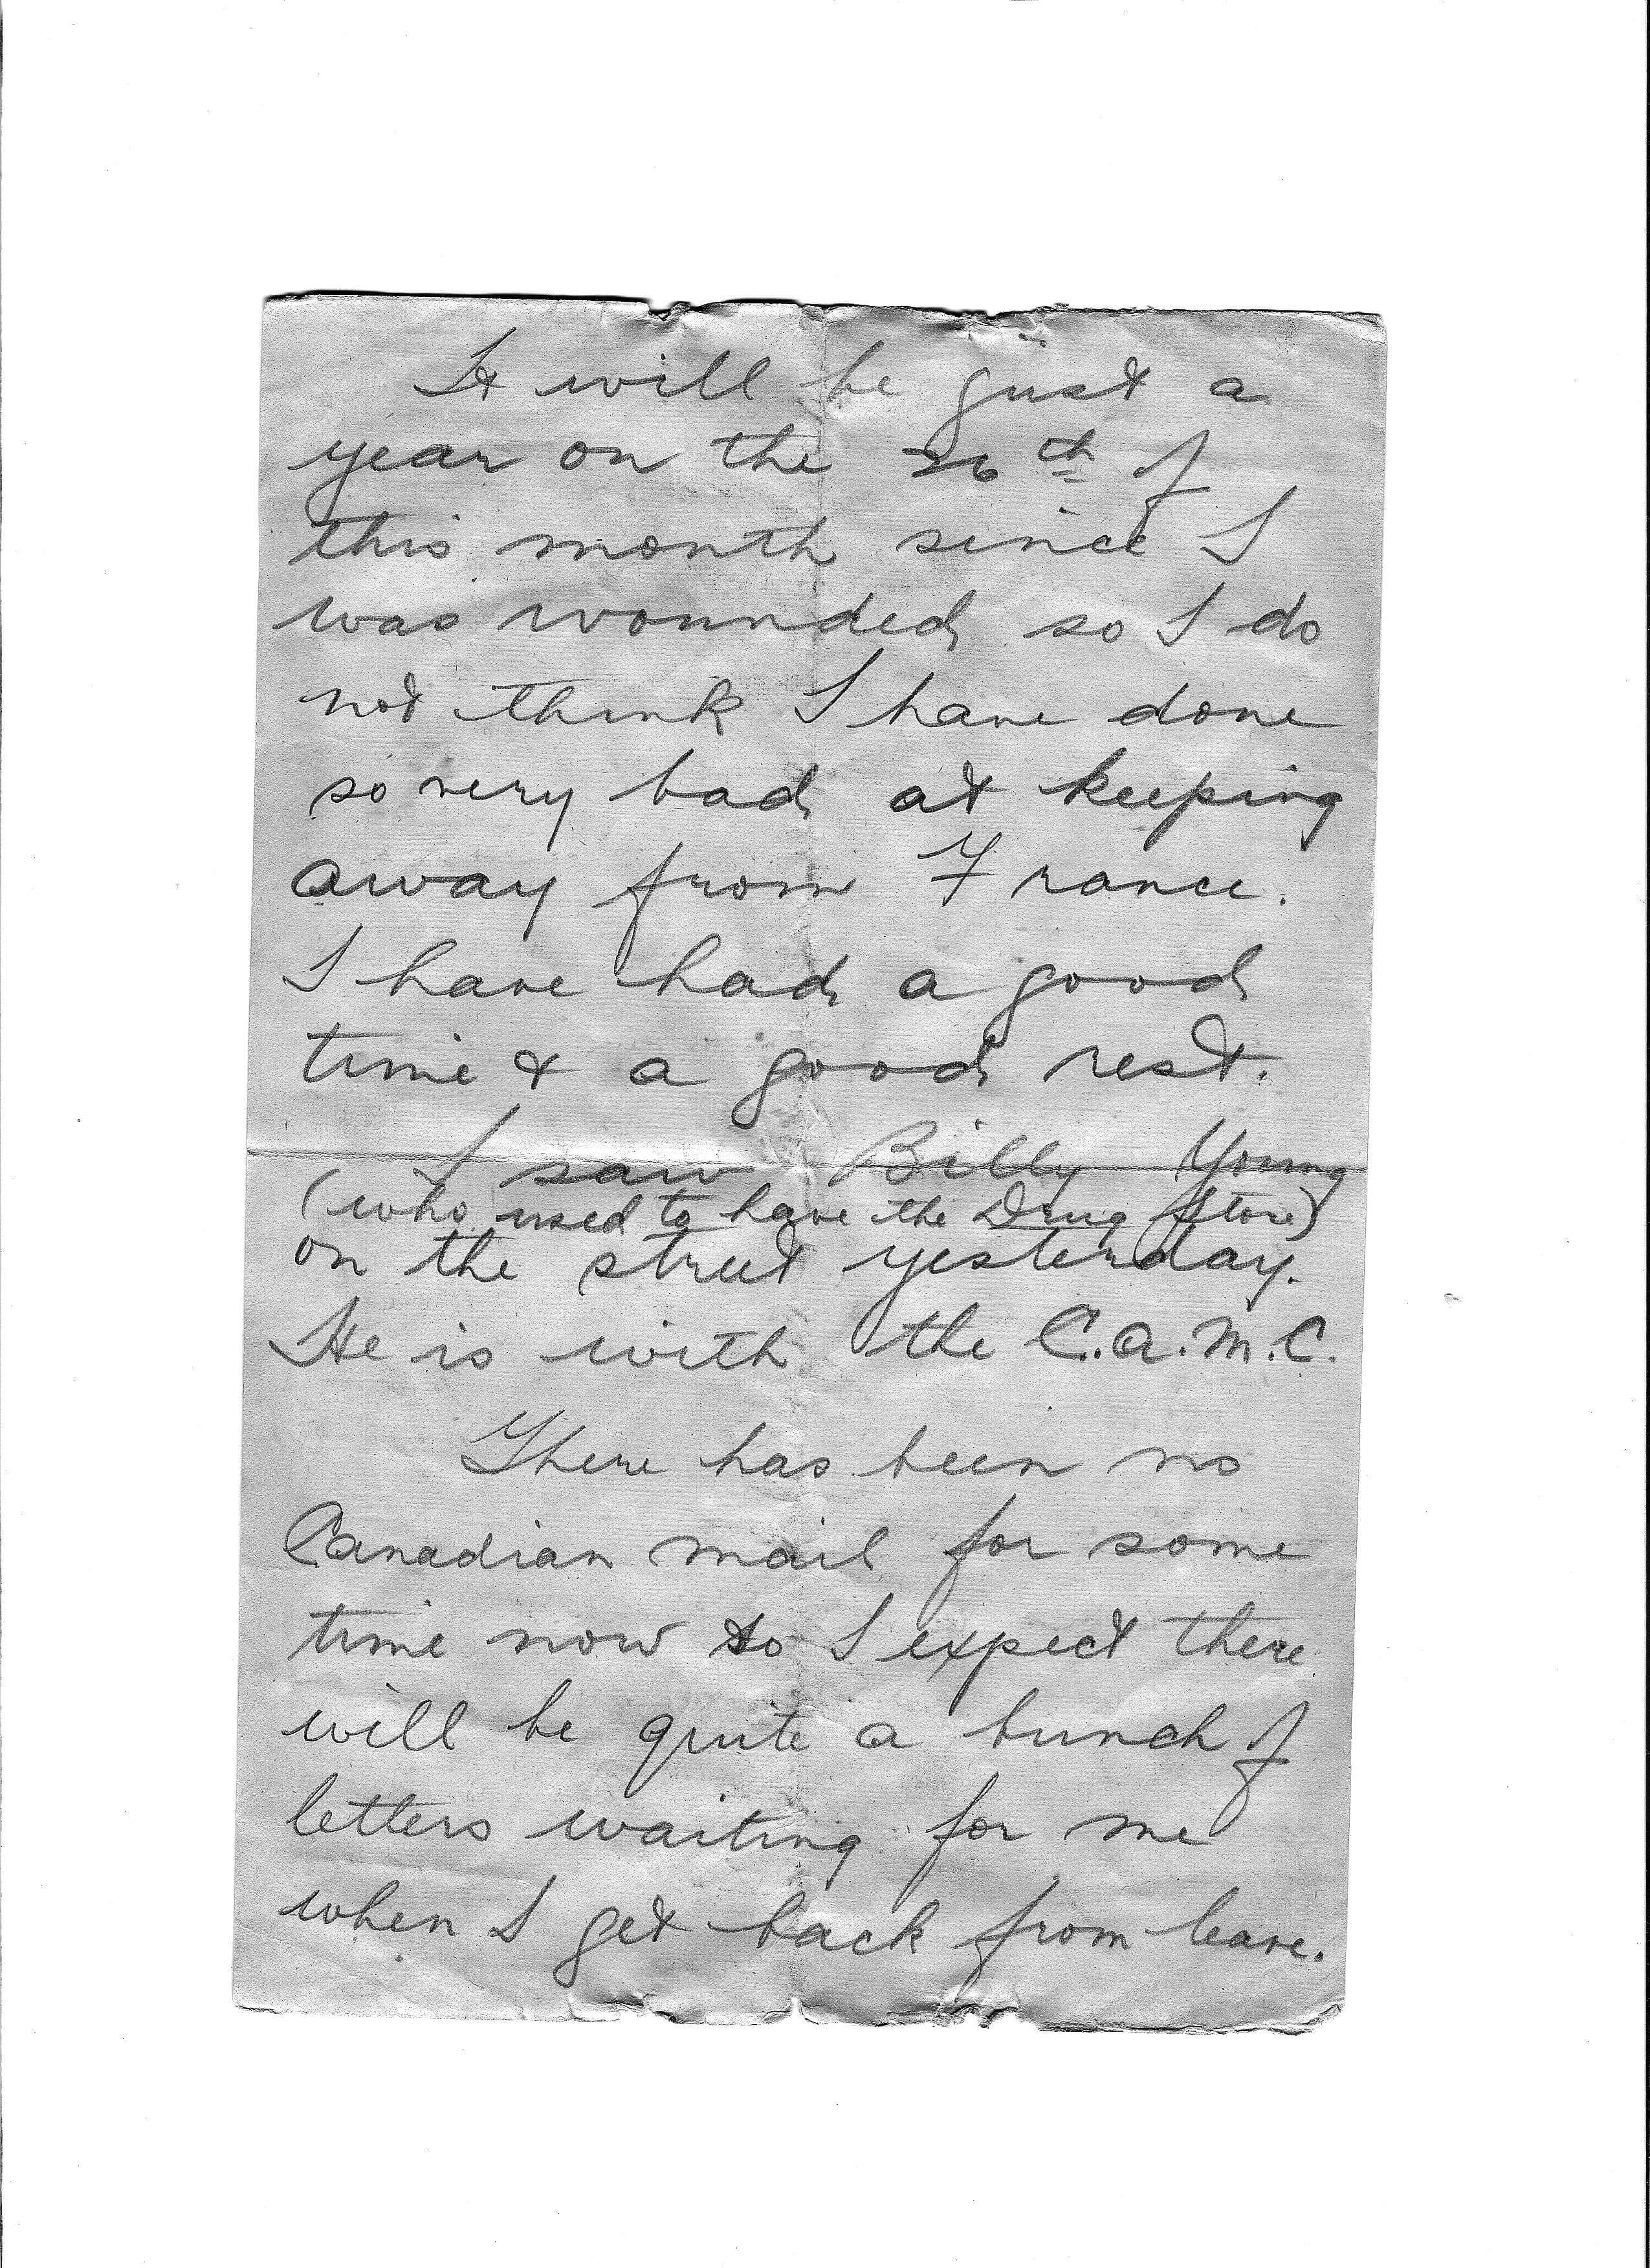 It will be just a
year on the 26th of
this month since I
was wounded so I do
not think I have done
so very bad at keeping
away from France.
I have had a good
time & a good rest.
I saw Billy Young
(who used to have the Drug Store)
on the street yesterday.
He is with the C.A.M.C.
There has been no
Canadian mail for some
time now so I expect there
will be quite a bunch of
letters waiting for me
when I get back from leave.